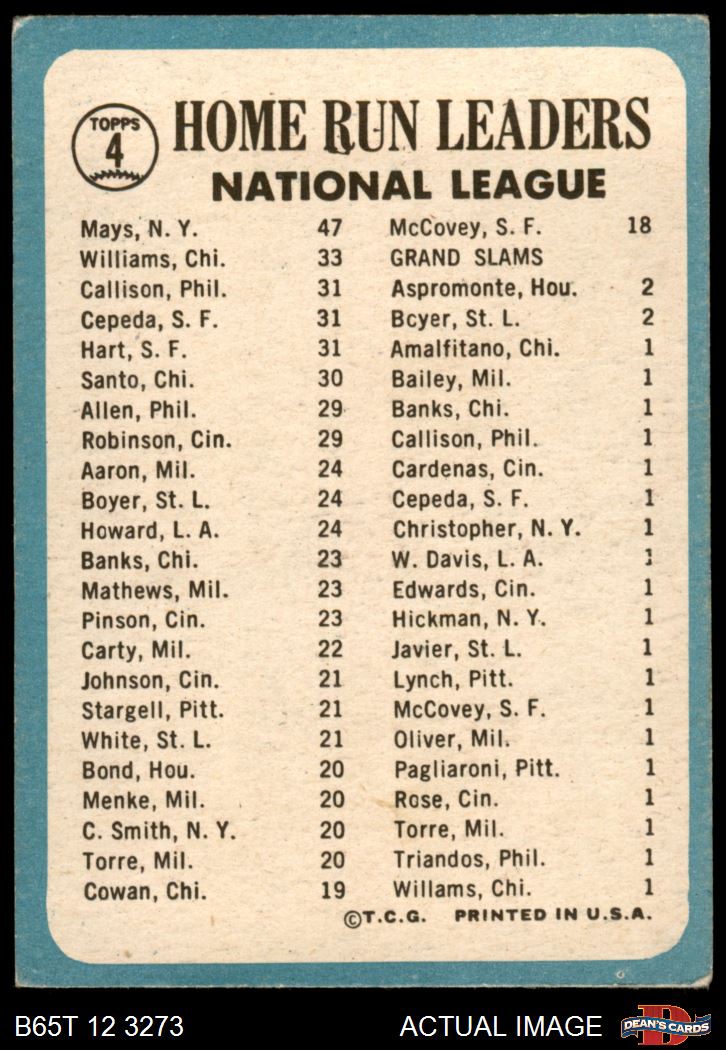 TOPPS
4
HOME RUN LEADERS
NATIONAL LEAGUE
Mays, N. Y. 47
Williams, Chi. 33
Callison, Phil. 31
Cepeda, S. F. 31
Hart, S. F. 31
Santo, Chi. 30
Allen, Phil. 29
Robinson, Cin. 29
Aaron, Mil. 24
Boyer, St. L. 24
Howard, L. A. 24
Banks, Chi. 23
Mathews, Mil. 23
Pinson, Cin. 23
Carty, Mil. 22
Johnson, Cin. 21
Stargell, Pitt. 21
White, St. L. 21
Bond, Hou. 20
Menke, Mil. 20
C. Smith, N. Y. 20
Torre, Mil. 20
Cowan, Chi. 19
McCovey, S. F. 18
GRAND SLAMS
Aspromonte, Hou. 2
Bcyer, St. L. 2
Amalfitano, Chi. 1
Bailey, Mil. 1
Banks, Chi. 1
Callison, Phil. 1
Cardenas, Cin. 1
Cepeda, S. F. 1
Christopher, N. Y. 1
W. Davis, L. A. 1
Edwards, Cin. 1
Hickman, N. Y. 1
Javier, St. L. 1
Lynch, Pitt. 1
McCovey, S. F. 1
Oliver, Mil. 1
Pagliaroni, Pitt. 1
Rose, Cin. 1
Torre, Mil. 1
Triandos, Phil. 1
Willams, Chi. 1
©T.C.G. PRINTED IN U.S.A.
B65T 12 3273 ACTUAL IMAGE
D
DEAN'S CARDS